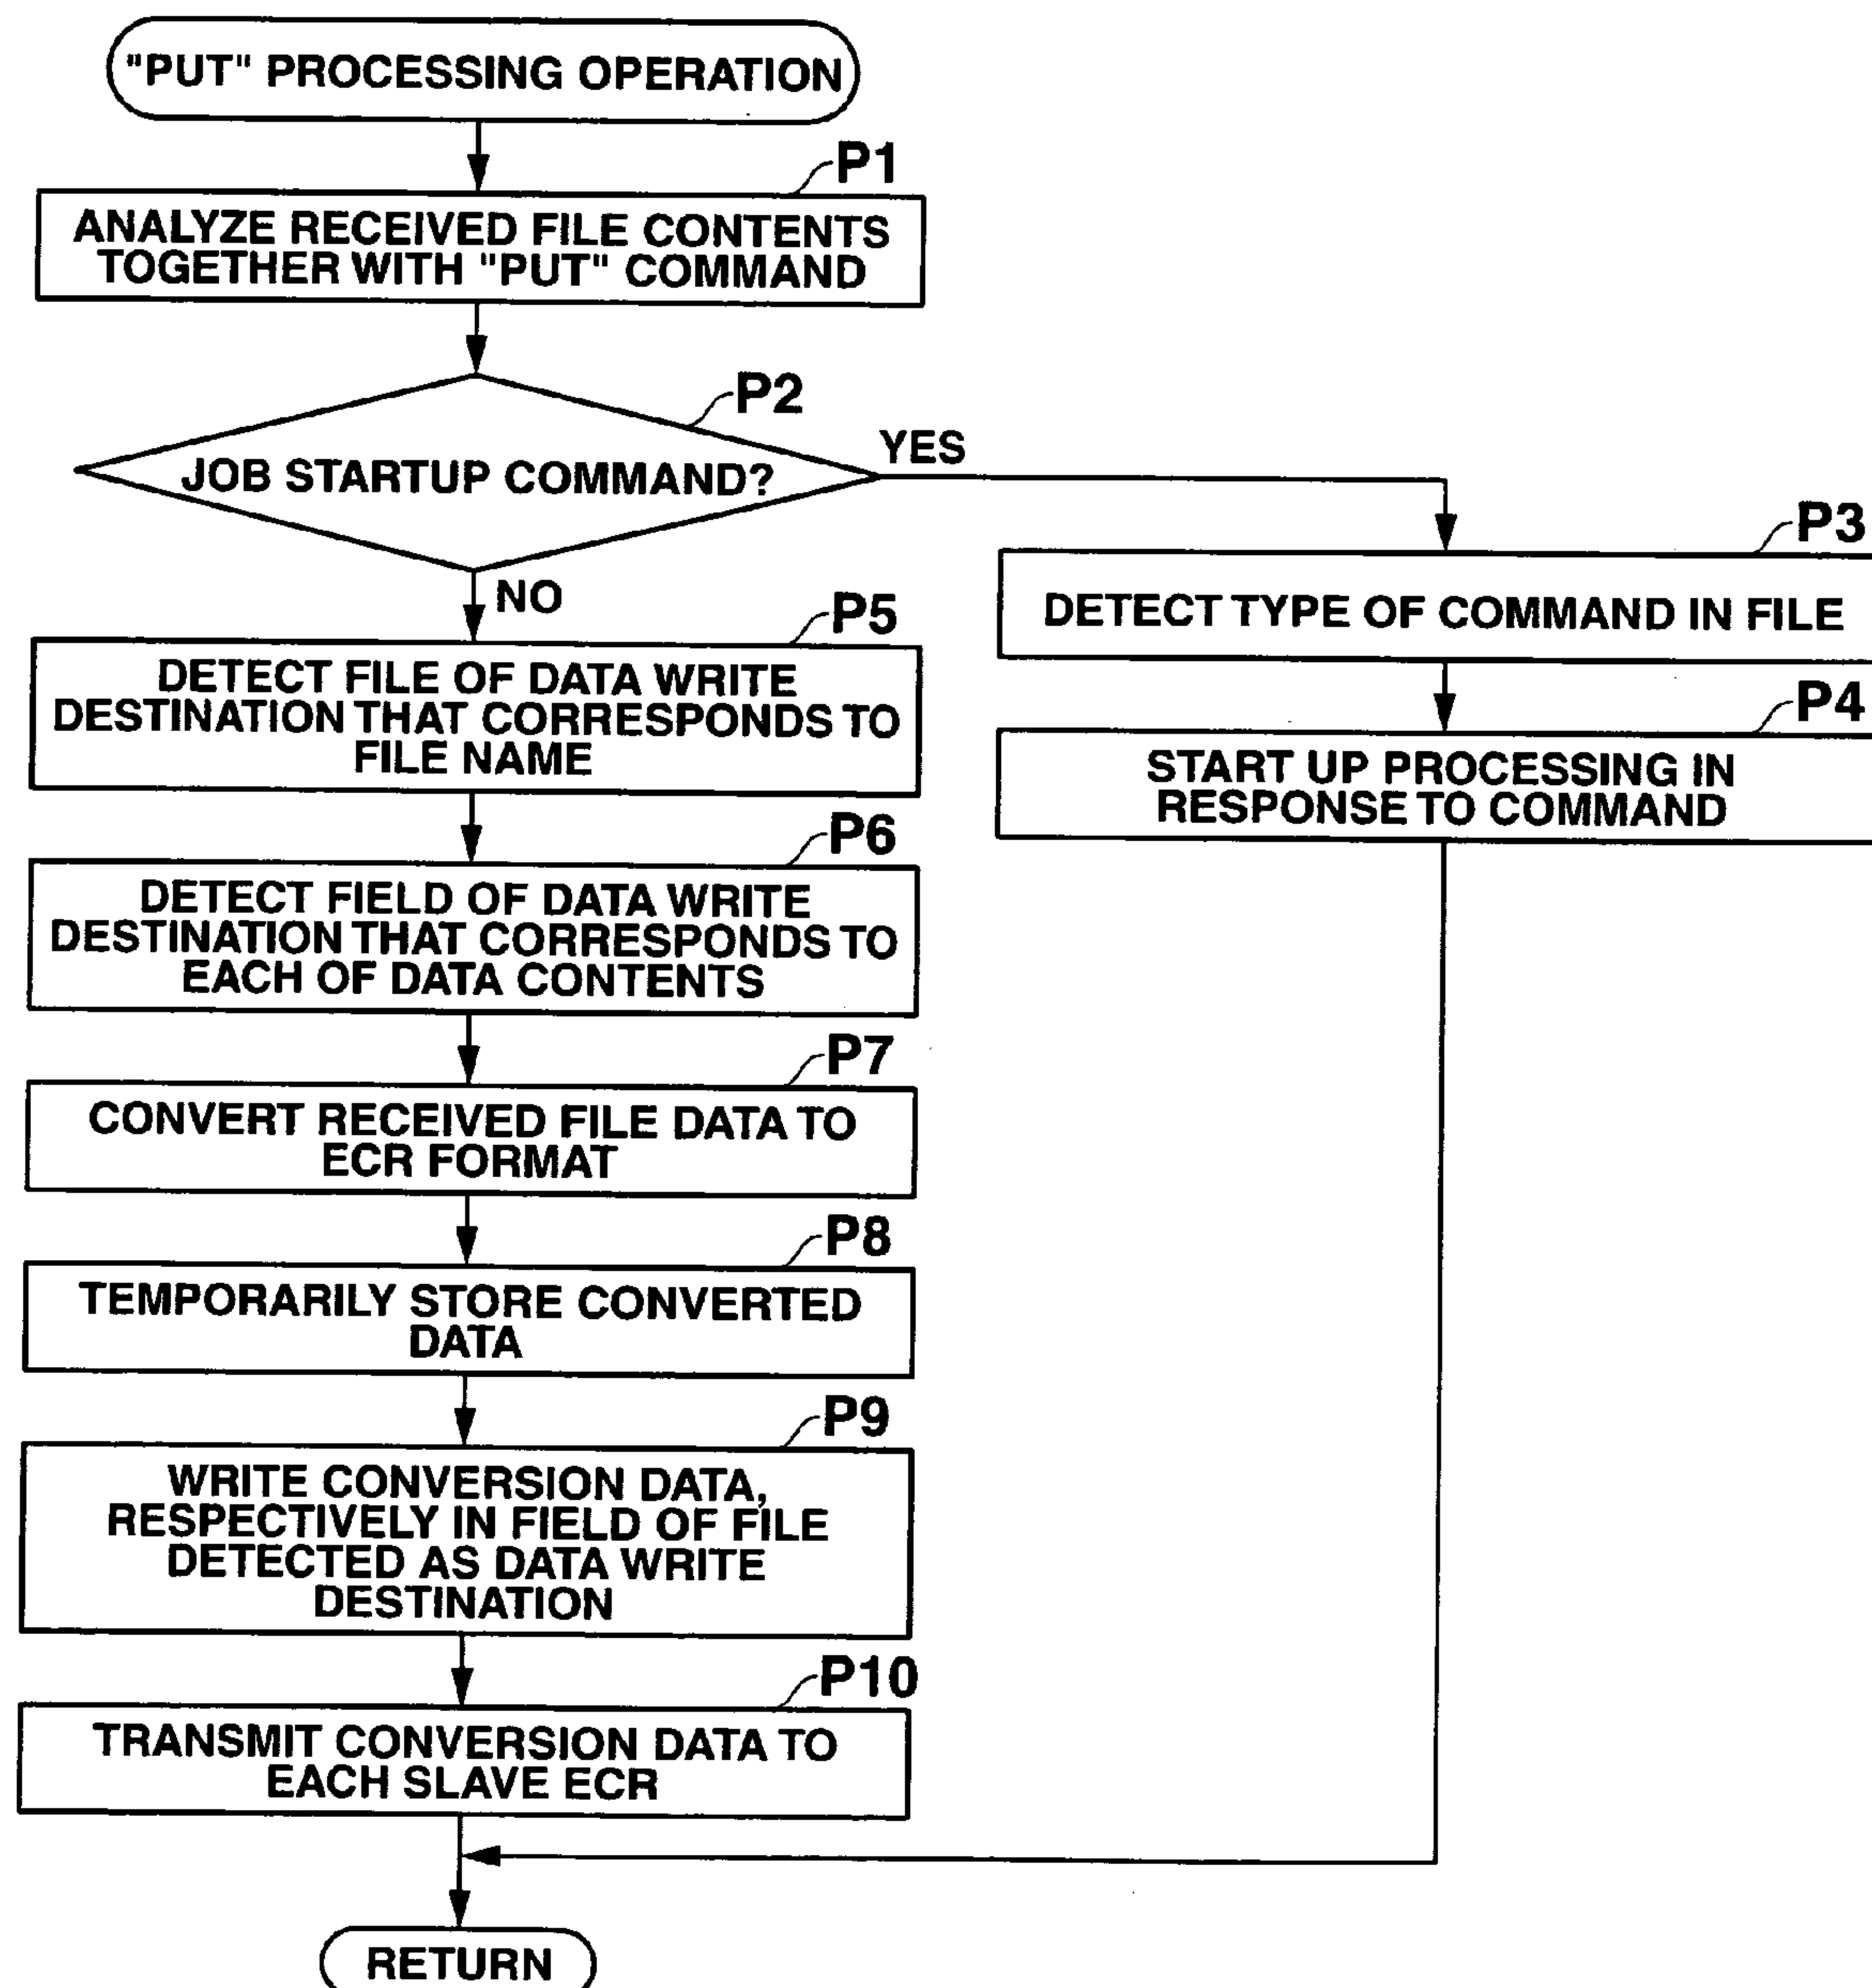 "PUT" PROCESSING OPERATION
P1
ANALYZE RECEIVED FILE CONTENTS
TOGETHER WITH "PUT" COMMAND
P2
JOB STARTUP COMMAND?
YES
NO
P3
DETECT TYPE OF COMMAND IN FILE
P4
START UP PROCESSING IN
RESPONSE TO COMMAND
P5
DETECT FILE OF DATA WRITE
DESTINATION THAT CORRESPONDS TO
FILE NAME
P6
DETECT FIELD OF DATA WRITE
DESTINATION THAT CORRESPONDS TO
EACH OF DATA CONTENTS
P7
CONVERT RECEIVED FILE DATA TO
ECR FORMAT
P8
TEMPORARILY STORE CONVERTED
DATA
P9
WRITE CONVERSION DATA,
RESPECTIVELY IN FIELD OF FILE
DETECTED AS DATA WRITE
DESTINATION
P10
TRANSMIT CONVERSION DATA TO
EACH SLAVE ECR
RETURN